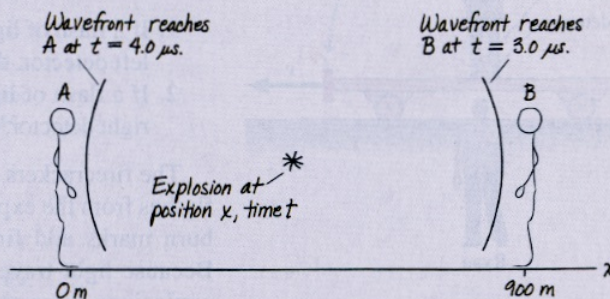 Wavefront reaches
A at t = 4.0 μs.
Wavefront reaches
B at t = 3.0 μs.
A
B
Explosion at
position x, time t
0 m
900 m
x